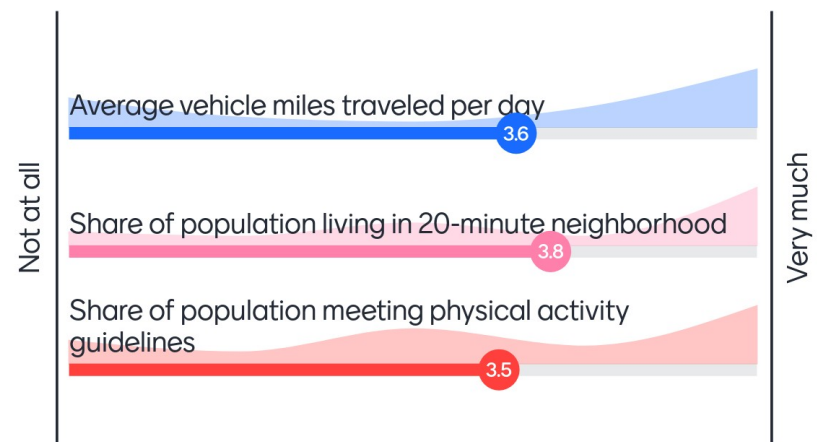 Not at all
Average vehicle miles traveled per day
3.6
Share of population living in 20-minute neighborhood
3.8
Share of population meeting physical activity
guidelines
3.5
Very much